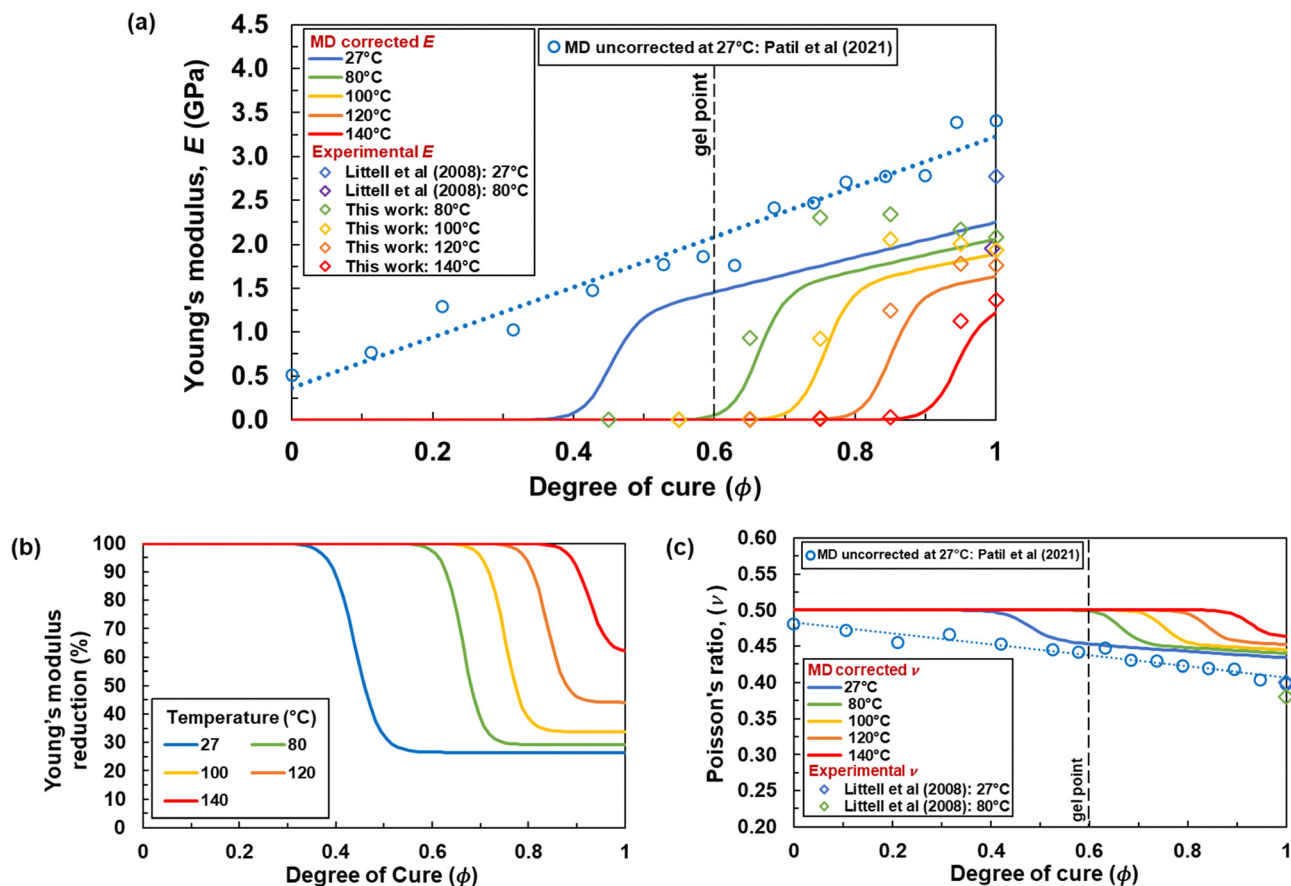 (a)
4.5
4.0
3.5
3.0
2.5
2.0
1.5
1.0
0.5
0.0
Young's modulus, E (GPa)
MD corrected E
27°C
80°C
100°C
120°C
140°C
Experimental E
Littell et al (2008): 27°C
Littell et al (2008): 80°C
This work: 80°C
This work: 100°C
This work: 120°C
This work: 140°C
MD uncorrected at 27°C: Patil et al (2021)
gel point
0 0.2 0.4 0.6 0.8 1
Degree of cure (ϕ)
(b)
100
90
80
70
60
50
40
30
20
10
0
Young's modulus
reduction (%)
Temperature (°C)
27 80
100 120
140
0 0.2 0.4 0.6 0.8 1
Degree of Cure (ϕ)
(c)
0.60
0.55
0.50
0.45
0.40
0.35
0.30
0.25
0.20
Poisson's ratio, (ν)
MD uncorrected at 27°C: Patil et al (2021)
MD corrected ν
27°C
80°C
100°C
120°C
140°C
Experimental ν
Littell et al (2008): 27°C
Littell et al (2008): 80°C
gel point
0 0.2 0.4 0.6 0.8 1
Degree of cure (ϕ)